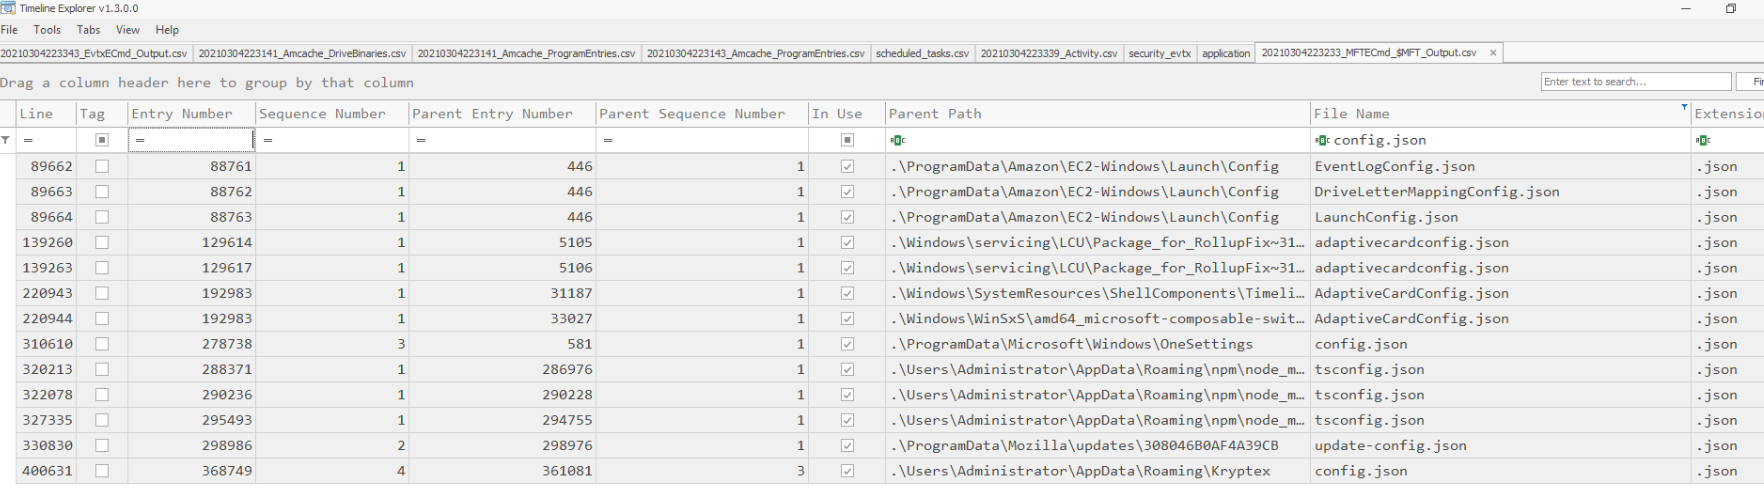 Timeline Explorer v1.3.0.0
File Tools Tabs View Help
20210304223343_EvtxECmd_Output.csv 20210304223141_Amcache_DriveBinaries.csv 20210304223141_Amcache_ProgramEntries.csv 20210304223143_Amcache_ProgramEntries.csv scheduled_tasks.csv 20210304223339_Activity.csv security_evtx application 20210304223233_MFTECmd_$MFT_Output.csv ×
Drag a column header here to group by that column Enter text to search... Fi
Line Tag Entry Number Sequence Number Parent Entry Number Parent Sequence Number In Use Parent Path File Name Extension
= = = = = config.json
89662 88761 1 446 1 .\ProgramData\Amazon\EC2-Windows\Launch\Config EventLogConfig.json .json
89663 88762 1 446 1 .\ProgramData\Amazon\EC2-Windows\Launch\Config DriveLetterMappingConfig.json .json
89664 88763 1 446 1 .\ProgramData\Amazon\EC2-Windows\Launch\Config LaunchConfig.json .json
139260 129614 1 5105 1 .\Windows\servicing\LCU\Package_for_RollupFix~31… adaptivecardconfig.json .json
139263 129617 1 5106 1 .\Windows\servicing\LCU\Package_for_RollupFix~31… adaptivecardconfig.json .json
220943 192983 1 31187 1 .\Windows\SystemResources\ShellComponents\Timeli… AdaptiveCardConfig.json .json
220944 192983 1 33027 1 .\Windows\WinSxS\amd64_microsoft-composable-swit… AdaptiveCardConfig.json .json
310610 278738 3 581 1 .\ProgramData\Microsoft\Windows\OneSettings config.json .json
320213 288371 1 286976 1 .\Users\Administrator\AppData\Roaming\npm\node_m… tsconfig.json .json
322078 290236 1 290228 1 .\Users\Administrator\AppData\Roaming\npm\node_m… tsconfig.json .json
327335 295493 1 294755 1 .\Users\Administrator\AppData\Roaming\npm\node_m… tsconfig.json .json
330830 298986 2 298976 1 .\ProgramData\Mozilla\updates\308046B0AF4A39CB update-config.json .json
400631 368749 4 361081 3 .\Users\Administrator\AppData\Roaming\Kryptex config.json .json